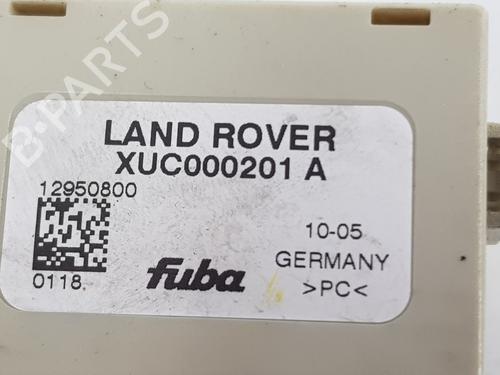 B-PARTS
LAND ROVER
XUC000201 A
12950800
10-05
fuba
GERMANY
0118
>PC<